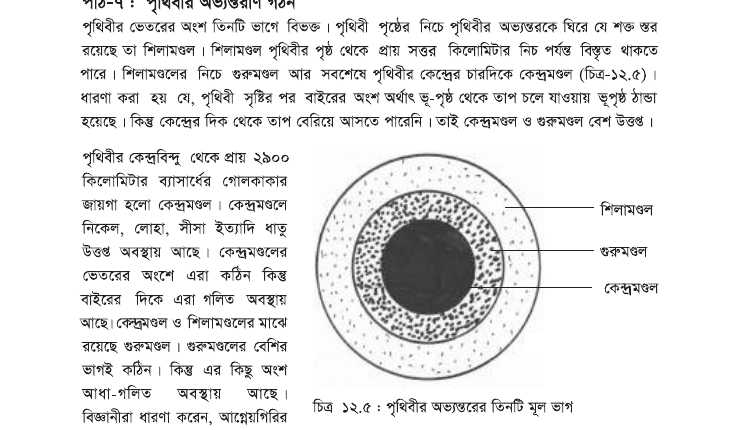 পাঠ-৭ : পৃথিবীর অভ্যন্তরীণ গঠন
পৃথিবীর ভেতরের অংশ তিনটি ভাগে বিভক্ত। পৃথিবী পৃষ্ঠের নিচে পৃথিবীর অভ্যন্তরকে ঘিরে যে শক্ত স্তর
রয়েছে তা শিলামণ্ডল। শিলামণ্ডল পৃথিবীর পৃষ্ঠ থেকে প্রায় সত্তর কিলোমিটার নিচ পর্যন্ত বিস্তৃত থাকতে
পারে। শিলামণ্ডলের নিচে গুরুমণ্ডল আর সবশেষে পৃথিবীর কেন্দ্রের চারদিকে কেন্দ্রমণ্ডল (চিত্র-১২.৫)।
ধারণা করা হয় যে, পৃথিবী সৃষ্টির পর বাইরের অংশ অর্থাৎ ভূ-পৃষ্ঠ থেকে তাপ চলে যাওয়ায় ভূপৃষ্ঠ ঠান্ডা
হয়েছে। কিন্তু কেন্দ্রের দিক থেকে তাপ বেরিয়ে আসতে পারেনি। তাই কেন্দ্রমণ্ডল ও গুরুমণ্ডল বেশ উত্তপ্ত।
পৃথিবীর কেন্দ্রবিন্দু থেকে প্রায় ২৯০০
কিলোমিটার ব্যাসার্ধের গোলকাকার
জায়গা হলো কেন্দ্রমণ্ডল। কেন্দ্রমণ্ডলে
নিকেল, লোহা, সীসা ইত্যাদি ধাতু
উত্তপ্ত অবস্থায় আছে। কেন্দ্রমণ্ডলের
ভেতরের অংশে এরা কঠিন কিন্তু
বাইরের দিকে এরা গলিত অবস্থায়
আছে। কেন্দ্রমণ্ডল ও শিলামণ্ডলের মাঝে
রয়েছে গুরুমণ্ডল। গুরুমণ্ডলের বেশির
ভাগই কঠিন। কিন্তু এর কিছু অংশ
আধা-গলিত অবস্থায় আছে।
বিজ্ঞানীরা ধারণা করেন, আগ্নেয়গিরির
শিলামণ্ডল
গুরুমণ্ডল
কেন্দ্রমণ্ডল
চিত্র ১২.৫ : পৃথিবীর অভ্যন্তরের তিনটি মূল ভাগ